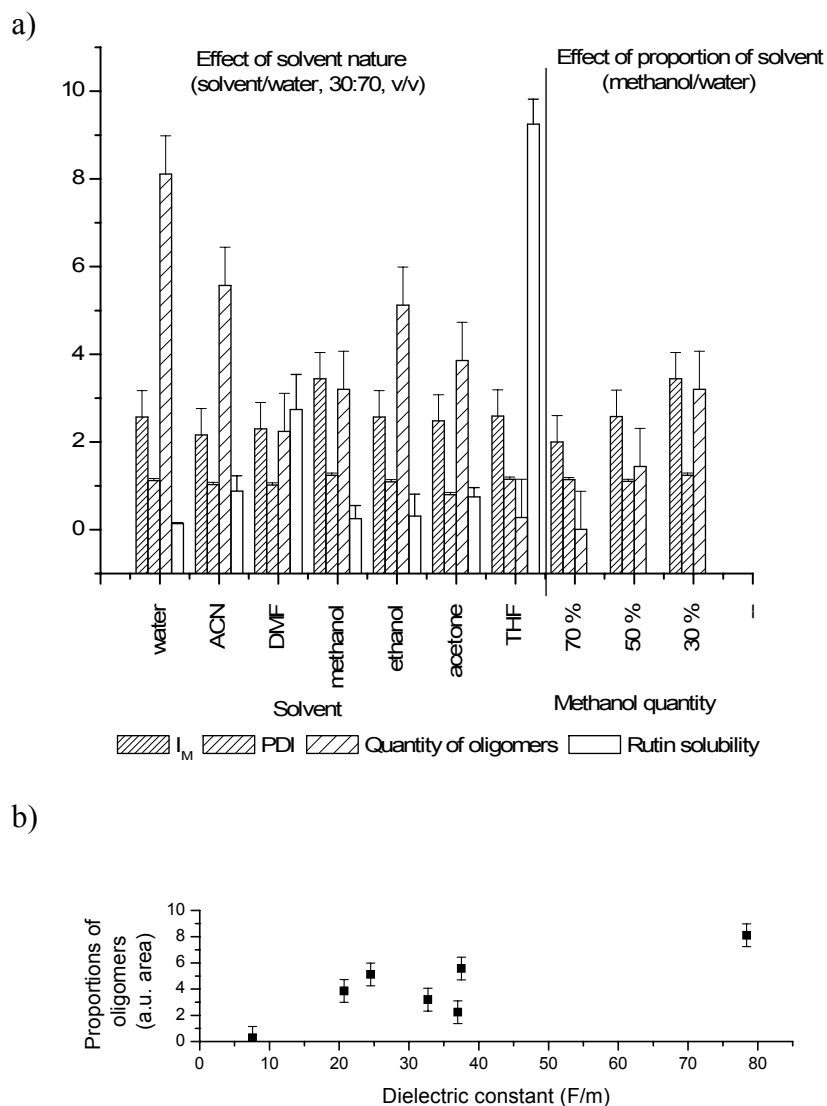 a)
Effect of solvent nature
(solvent/water, 30:70, v/v)
Effect of proportion of solvent
(methanol/water)
10
8
6
4
2
0
water
ACN
DMF
methanol
ethanol
acetone
THF
70 %
50 %
30 %
--
Solvent
Methanol quantity
I_M PDI Quantity of oligomers Rutin solubility
b)
Proportions of
oligomers
(a.u. area)
10
8
6
4
2
0
0 10 20 30 40 50 60 70 80
Dielectric constant (F/m)